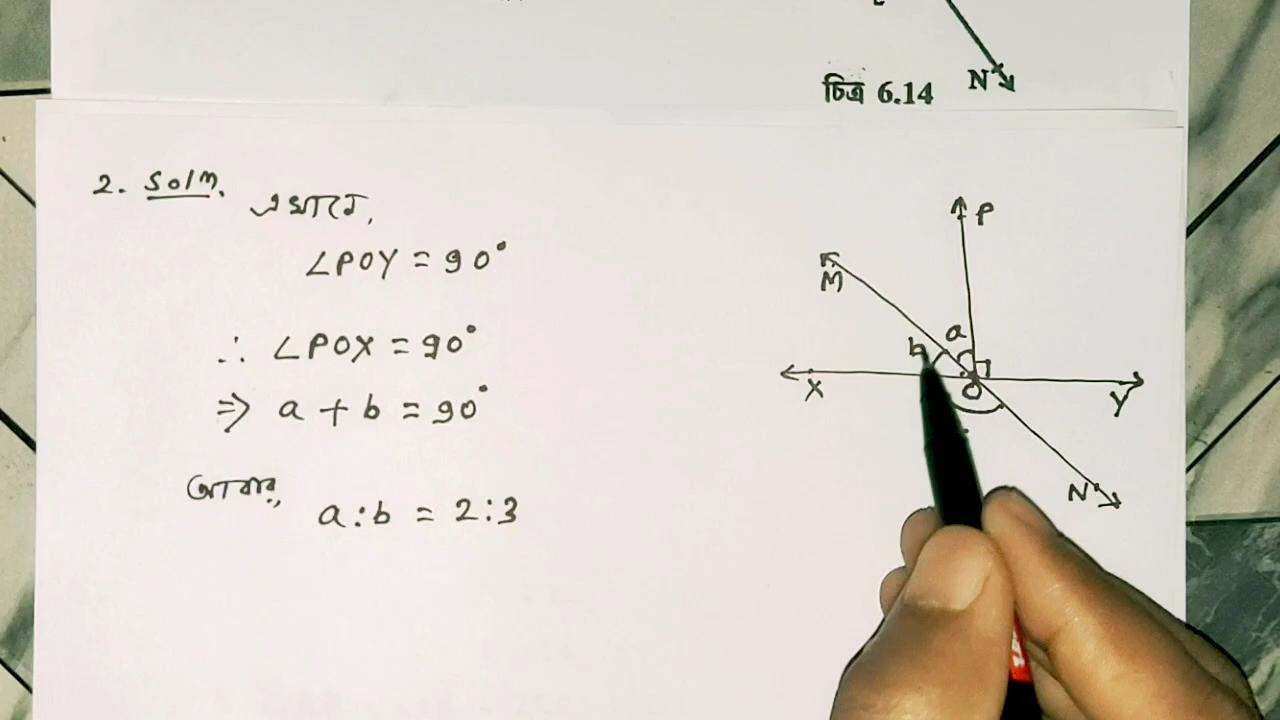 N
চিত্র 6.14
2. Soln.
এখানে,
∠POY = 90°
∴ ∠POX = 90°
⇒ a + b = 90°
আবার,
a : b = 2 : 3
P
M
a
b
X
O
Y
N